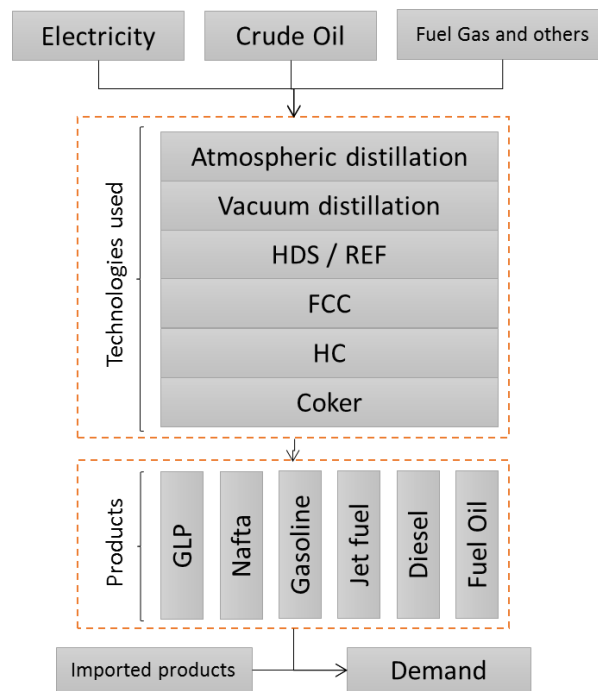 Electricity
Crude Oil
Fuel Gas and others
Technologies used
Atmospheric distillation
Vacuum distillation
HDS / REF
FCC
HC
Coker
Products
GLP
Nafta
Gasoline
Jet fuel
Diesel
Fuel Oil
Imported products
Demand